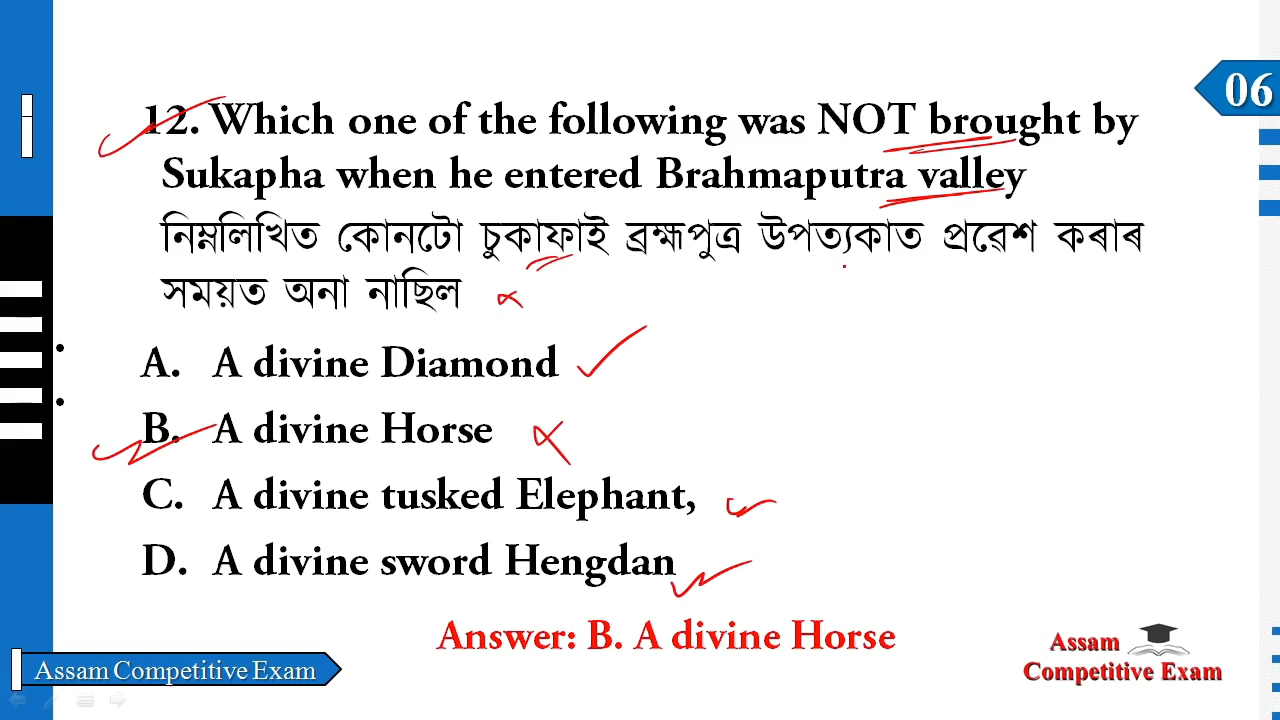 06
12. Which one of the following was NOT brought by
Sukapha when he entered Brahmaputra valley
নিম্নলিখিত কোনটো চুকাফাই ব্ৰহ্মপুত্ৰ উপত্যকাত প্ৰৱেশ কৰাৰ
সময়ত অনা নাছিল
A. A divine Diamond
B. A divine Horse
C. A divine tusked Elephant,
D. A divine sword Hengdan
Answer: B. A divine Horse
Assam Competitive Exam
Assam
Competitive Exam